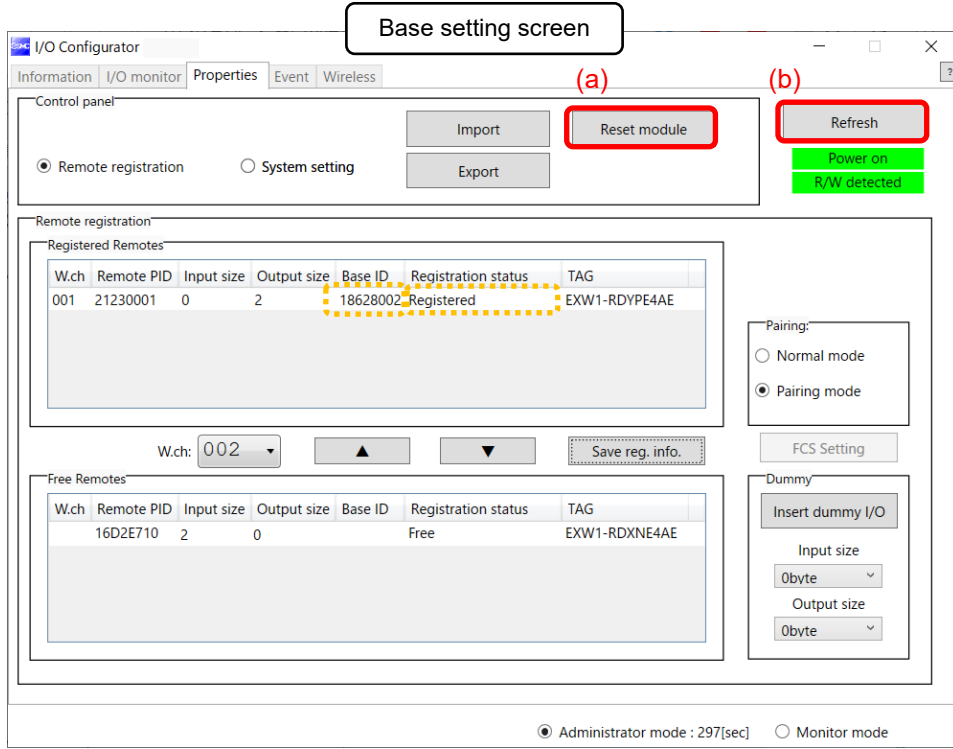 Base setting screen
SMC I/O Configurator
Information I/O monitor Properties Event Wireless
(a) (b)
?
Control panel
Import Reset module Refresh
Remote registration System setting Export
Power on
R/W detected
Remote registration
Registered Remotes
W.ch Remote PID Input size Output size Base ID Registration status TAG
001 21230001 0 2 18628002 Registered EXW1-RDYPE4AE
Pairing:
Normal mode
Pairing mode
W.ch: 002 ▲ ▼ Save reg. info. FCS Setting
Free Remotes
W.ch Remote PID Input size Output size Base ID Registration status TAG
16D2E710 2 0 Free EXW1-RDXNE4AE
Dummy
Insert dummy I/O
Input size
0byte
Output size
0byte
Administrator mode : 297[sec] Monitor mode